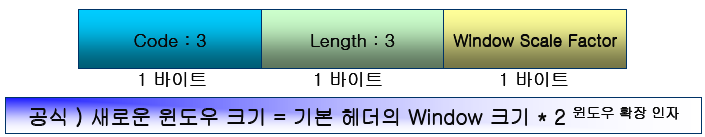 Code : 3 Length : 3 Window Scale Factor
1 바이트 1 바이트 1 바이트
공식 ) 새로운 윈도우 크기 = 기본 헤더의 Window 크기 * 2 윈도우 확장 인자